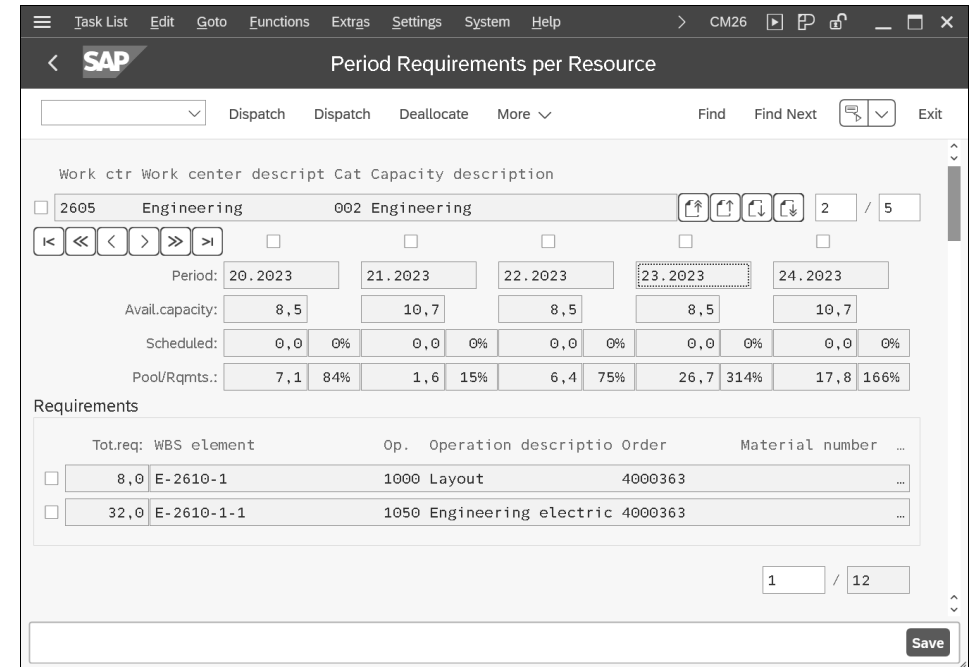 Task List Edit Goto Functions Extras Settings System Help CM26
SAP Period Requirements per Resource
Dispatch Dispatch Deallocate More Find Find Next Exit
Work ctr Work center descript Cat Capacity description
2605 Engineering 002 Engineering 2 / 5
Period: 20.2023 21.2023 22.2023 23.2023 24.2023
Avail.capacity: 8,5 10,7 8,5 8,5 10,7
Scheduled: 0,0 0% 0,0 0% 0,0 0% 0,0 0% 0,0 0%
Pool/Rqmts.: 7,1 84% 1,6 15% 6,4 75% 26,7 314% 17,8 166%
Requirements
Tot.req: WBS element Op. Operation descriptio Order Material number …
8,0 E-2610-1 1000 Layout 4000363 …
32,0 E-2610-1-1 1050 Engineering electric 4000363 …
1 / 12
Save